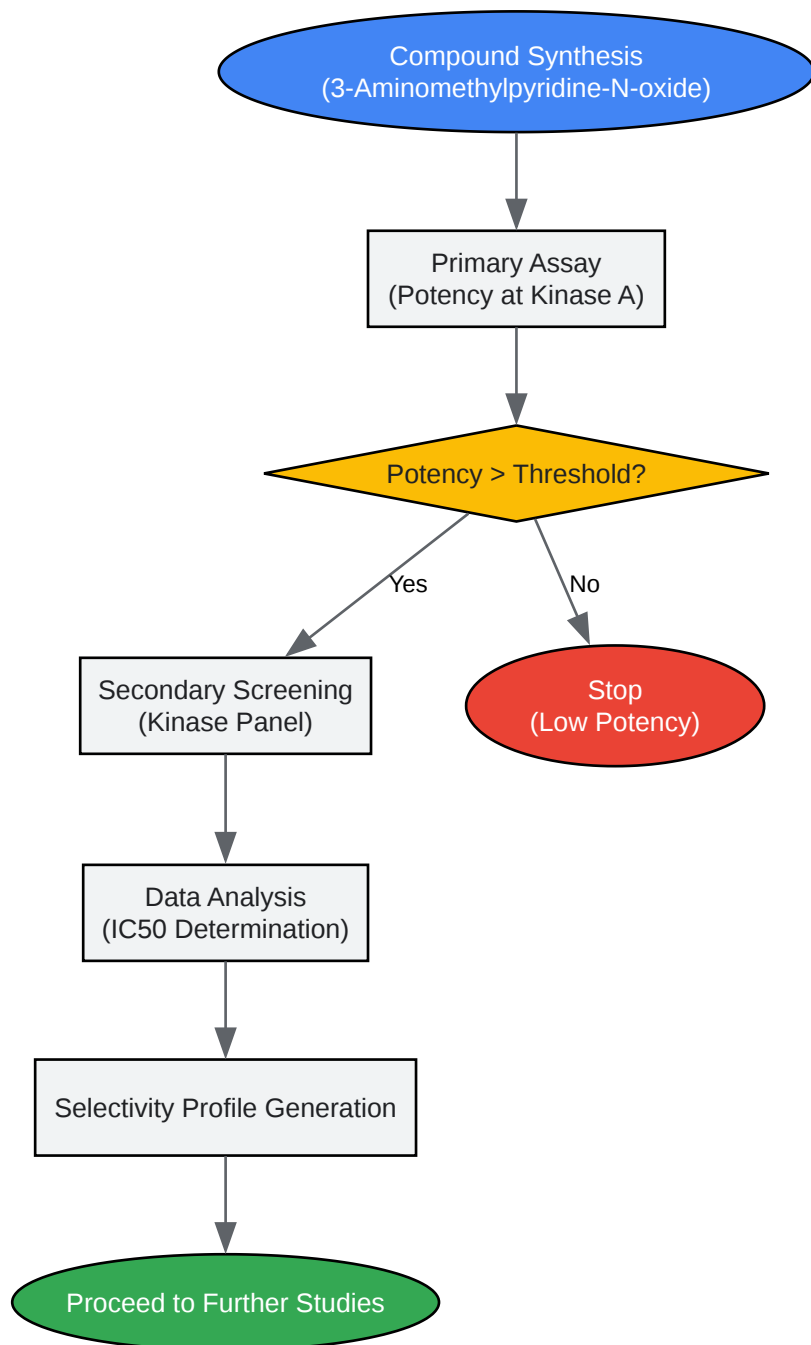 Compound Synthesis
(3-Aminomethylpyridine-N-oxide)
Primary Assay
(Potency at Kinase A)
Potency > Threshold?
Yes
No
Secondary Screening
(Kinase Panel)
Stop
(Low Potency)
Data Analysis
(IC50 Determination)
Selectivity Profile Generation
Proceed to Further Studies